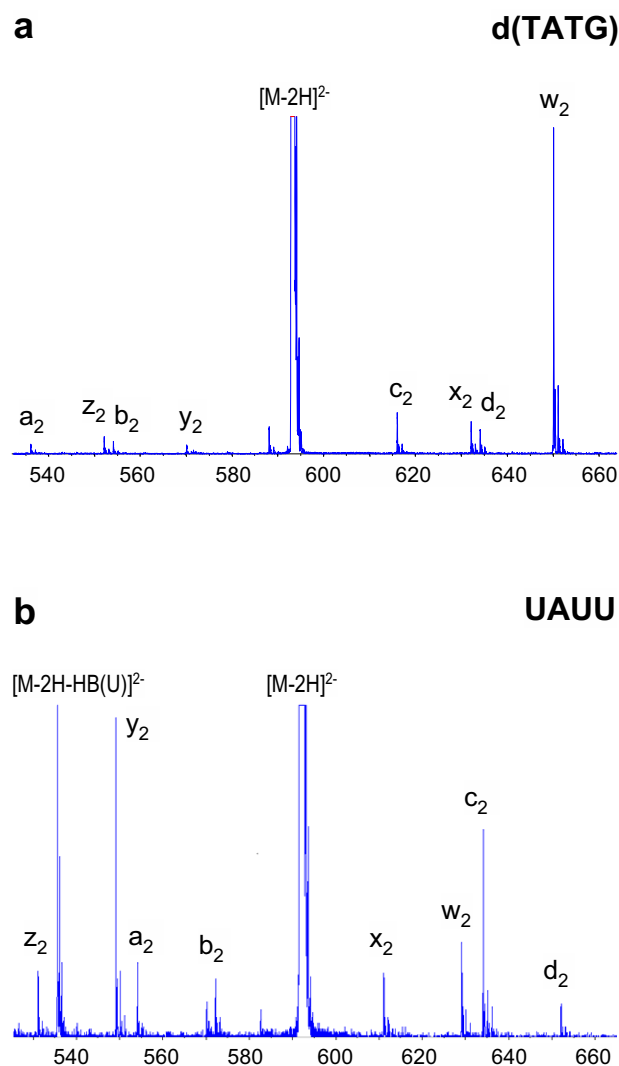 a
d(TATG)
[M-2H]²⁻
w₂
a₂
z₂
b₂
y₂
c₂
x₂
d₂
540 560 580 600 620 640 660
b
UAUU
[M-2H-HB(U)]²⁻
[M-2H]²⁻
y₂
c₂
z₂
a₂
b₂
x₂
w₂
d₂
540 560 580 600 620 640 660